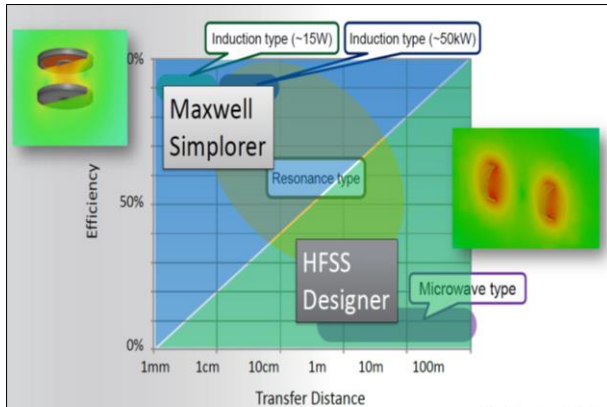 Induction type (~15W)
Induction type (~50kW)
0%
Maxwell
Simplorer
Resonance type
Efficiency
50%
HFSS
Designer
Microwave type
0%
1mm
1cm
10cm
1m
10m
100m
Transfer Distance